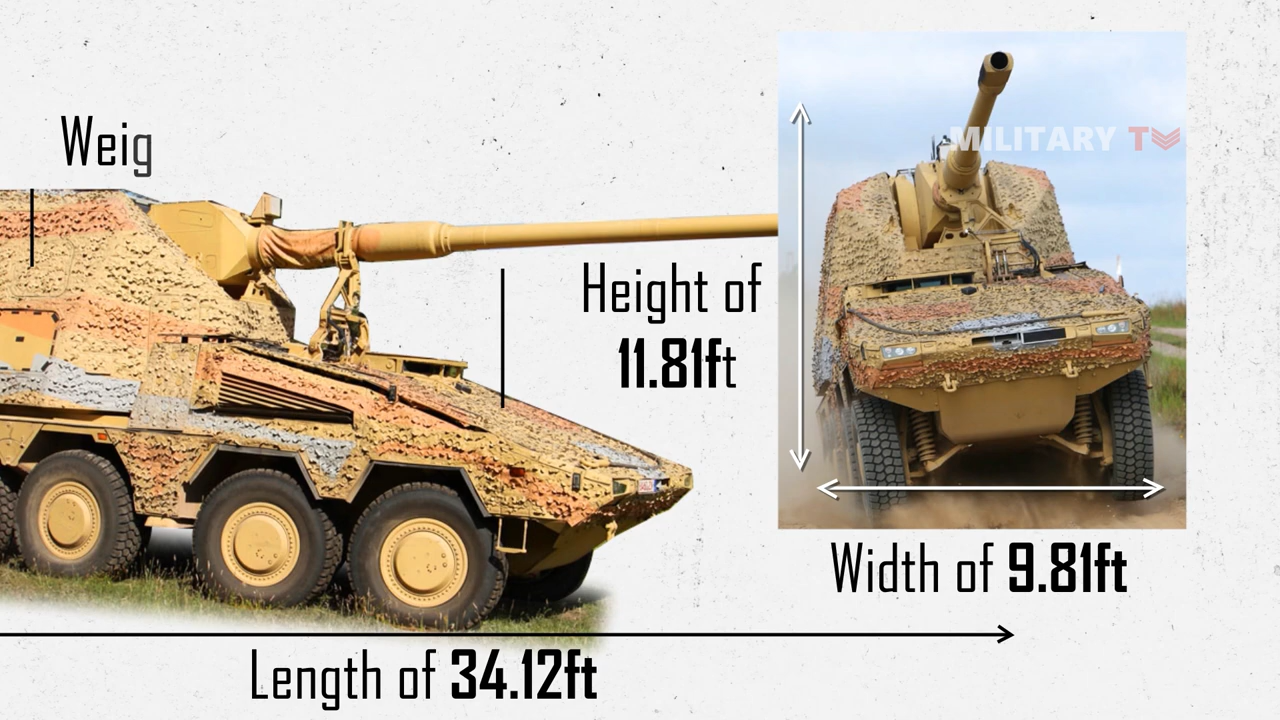 Weig
Height of
11.81ft
MILITARY TV
Width of 9.81ft
Length of 34.12ft